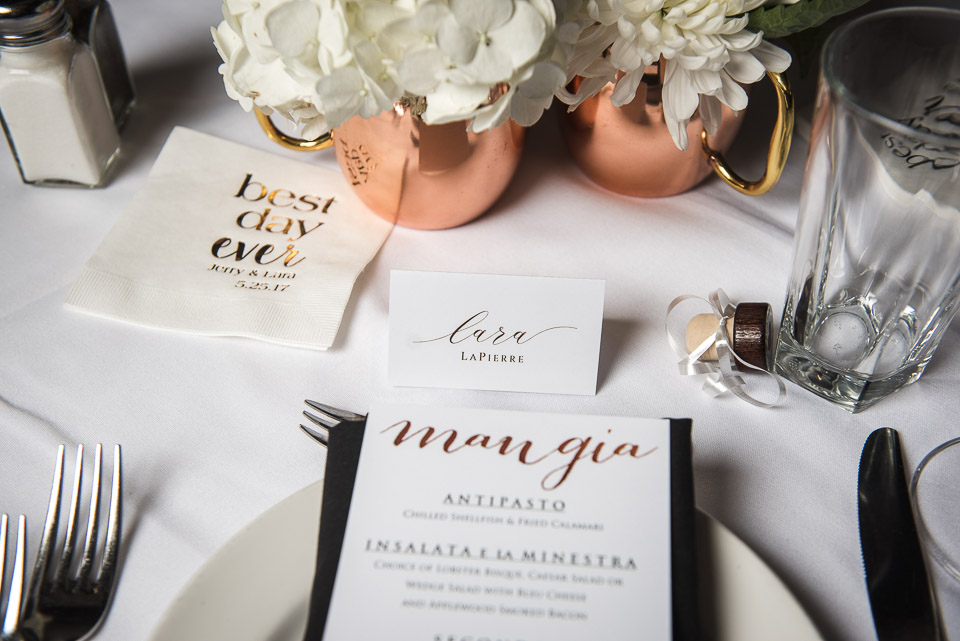 best
day
ever
Jerry & Lara
5.25.17
lara
LaPierre
mangia
ANTIPASTO
Chilled Shellfish & Fried Calamari
INSALATA E LA MINESTRA
Choice of Lobster Bisque, Caesar Salad or
Wedge Salad with Bleu Cheese
and Applewood Smoked Bacon
best